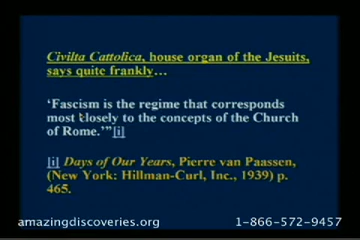 Civilta Cattolica, house organ of the Jesuits,
says quite frankly…
‘Fascism is the regime that corresponds
most closely to the concepts of the Church
of Rome.’”[i]
[i] Days of Our Years, Pierre van Paassen,
(New York: Hillman-Curl, Inc., 1939) p.
465.
amazingdiscoveries.org 1-866-572-9457